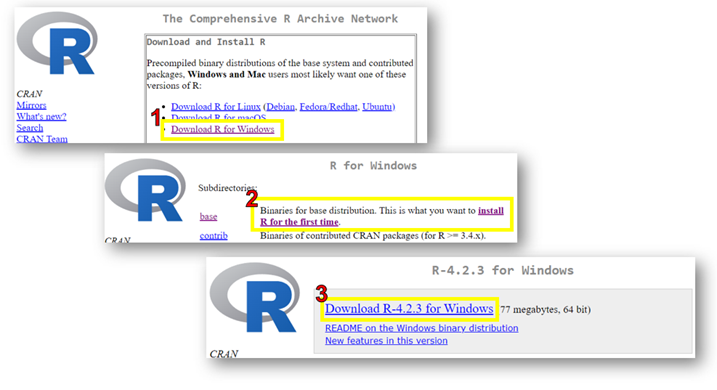 R
The Comprehensive R Archive Network
Download and Install R
Precompiled binary distributions of the base system and contributed
packages, Windows and Mac users most likely want one of these
versions of R:
CRAN
Mirrors
What's new?
Search
CRAN Team
1
• Download R for Linux (Debian, Fedora/Redhat, Ubuntu)
• Download R for macOS
• Download R for Windows
R
R for Windows
Subdirectories:
2
base
Binaries for base distribution. This is what you want to install
R for the first time.
contrib
Binaries of contributed CRAN packages (for R >= 3.4.x).
CRAN
R
R-4.2.3 for Windows
3
Download R-4.2.3 for Windows 77 megabytes, 64 bit)
README on the Windows binary distribution
New features in this version
CRAN